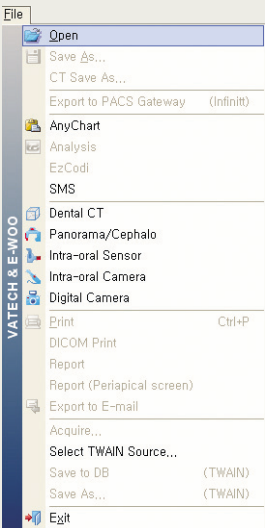 File
Open
Save As...
CT Save As...
Export to PACS Gateway (Infinitt)
AnyChart
Analysis
EzCodi
SMS
Dental CT
Panorama/Cephalo
Intra-oral Sensor
Intra-oral Camera
Digital Camera
Print Ctrl+P
DICOM Print
Report
Report (Periapical screen)
Export to E-mail
Acquire...
Select TWAIN Source...
Save to DB (TWAIN)
Save As... (TWAIN)
Exit
VATECH & E-WOO